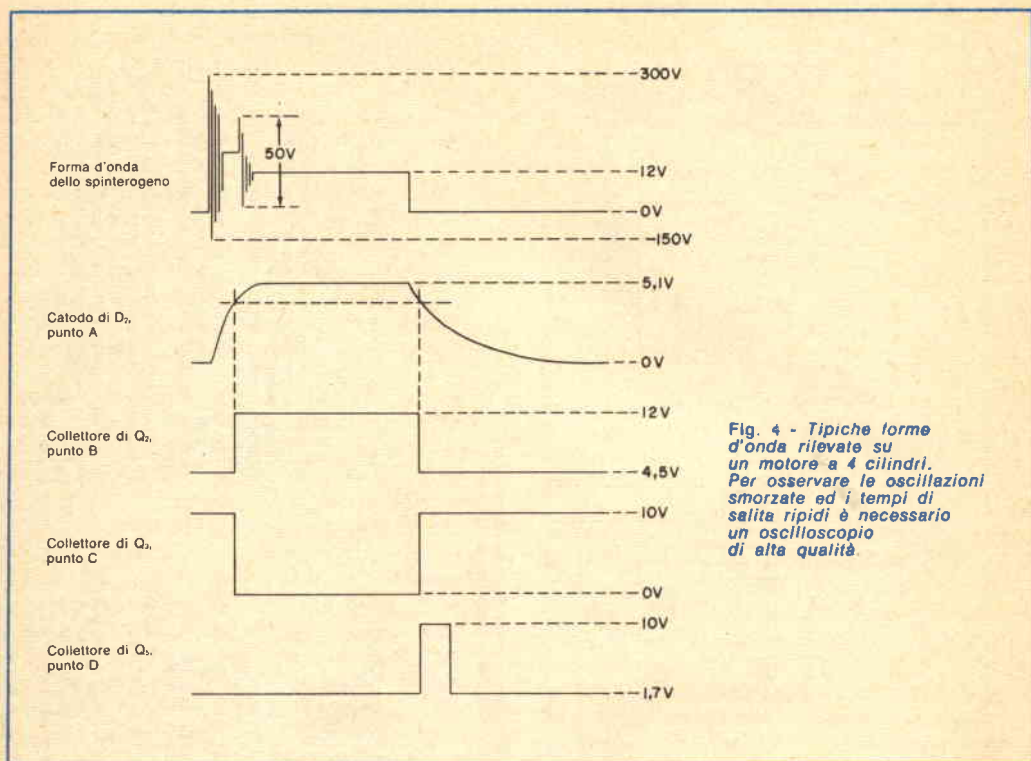 300V
50V
Forma d'onda
dello spinterogeno
12V
0V
-150V
5,1V
Catodo di D₂,
punto A
0V
12V
Collettore di Q₂,
punto B
4,5V
10V
Collettore di Q₃,
punto C
0V
10V
Collettore di Q₅,
punto D
1,7V
Fig. 4 - Tipiche forme
d'onda rilevate su
un motore a 4 cilindri.
Per osservare le oscillazioni
smorzate ed i tempi di
salita ripidi è necessario
un oscilloscopio
di alta qualità.